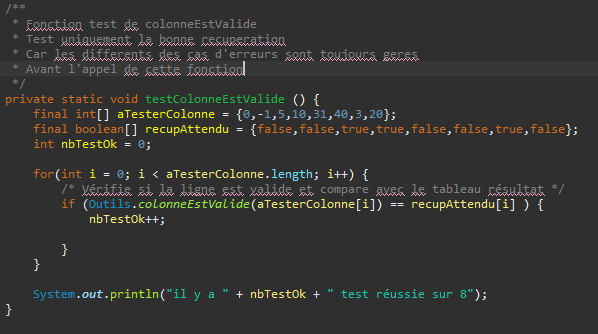 /**
 * Fonction test de colonneEstValide
 * Test uniquement la bonne recuperation
 * Car les differents des cas d'erreurs sont toujours geres
 * Avant l'appel de cette fonction
 */
private static void testColonneEstValide () {
    final int[] aTesterColonne = {0,-1,5,10,31,40,3,20};
    final boolean[] recupAttendu = {false,false,true,true,false,false,true,false};
    int nbTestOk = 0;

    for(int i = 0; i < aTesterColonne.length; i++) {
        /* Vérifie si la ligne est valide et compare avec le tableau résultat */
        if (Outils.colonneEstValide(aTesterColonne[i]) == recupAttendu[i] ) {
            nbTestOk++;

        }
    }

    System.out.println("il y a " + nbTestOk + " test réussie sur 8");
}